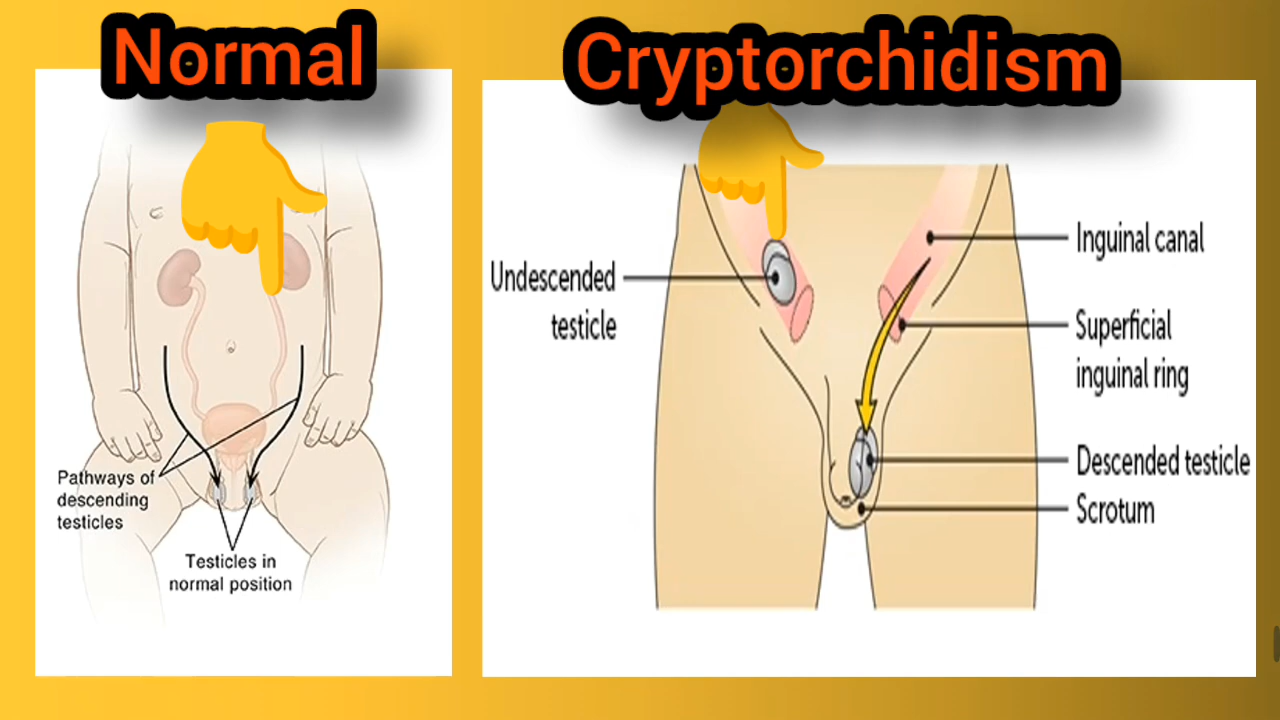 Normal
Cryptorchidism
Pathways of
descending
testicles
Testicles in
normal position
Undescended
testicle
Inguinal canal
Superficial
inguinal ring
Descended testicle
Scrotum